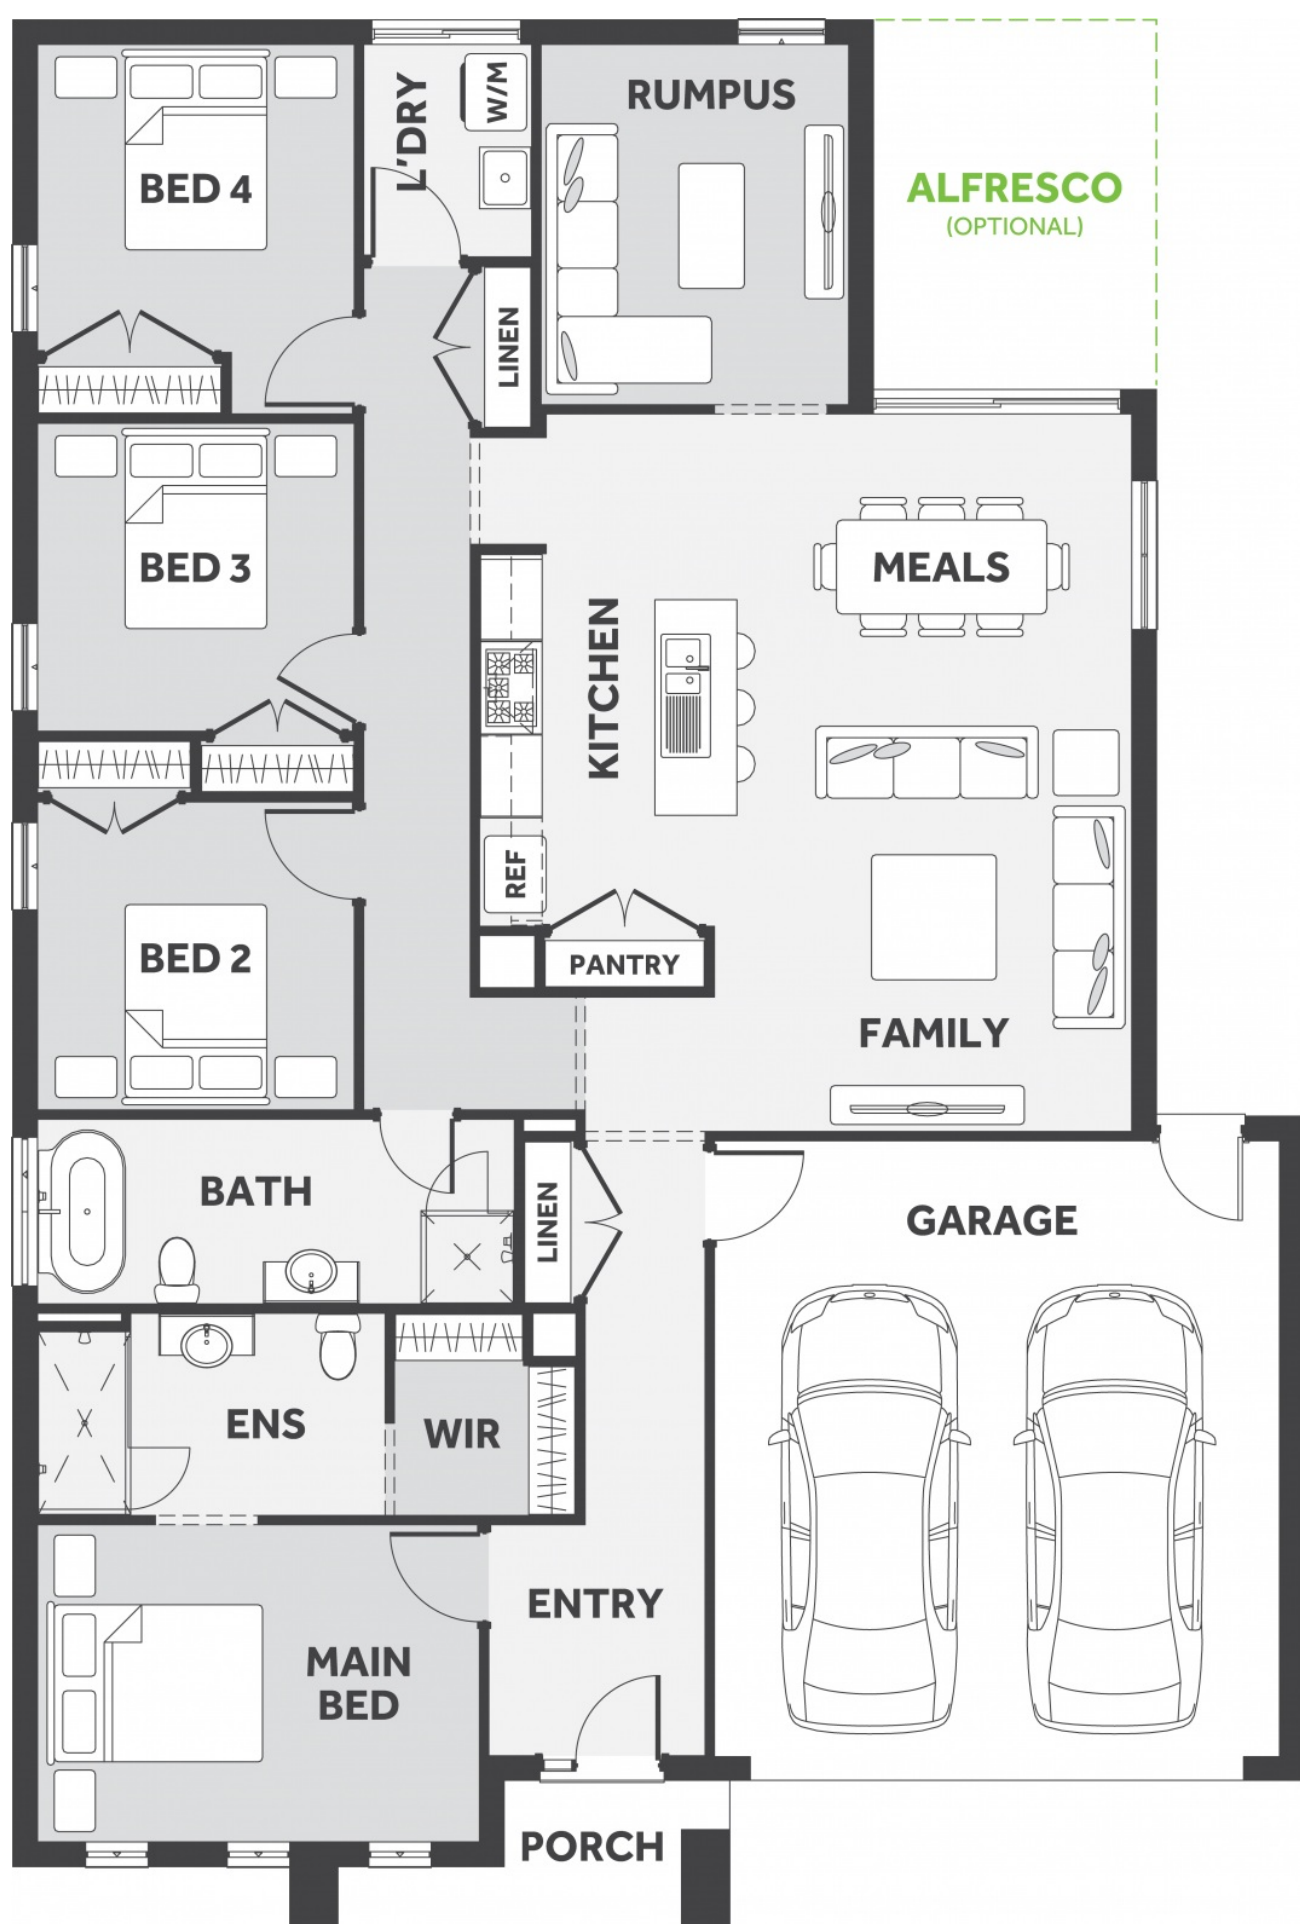 BED 4
L'DRY
W/M
RUMPUS
ALFRESCO
(OPTIONAL)
LINEN
BED 3
KITCHEN
MEALS
REF
BED 2
PANTRY
FAMILY
BATH
LINEN
GARAGE
ENS
WIR
ENTRY
MAIN
BED
PORCH